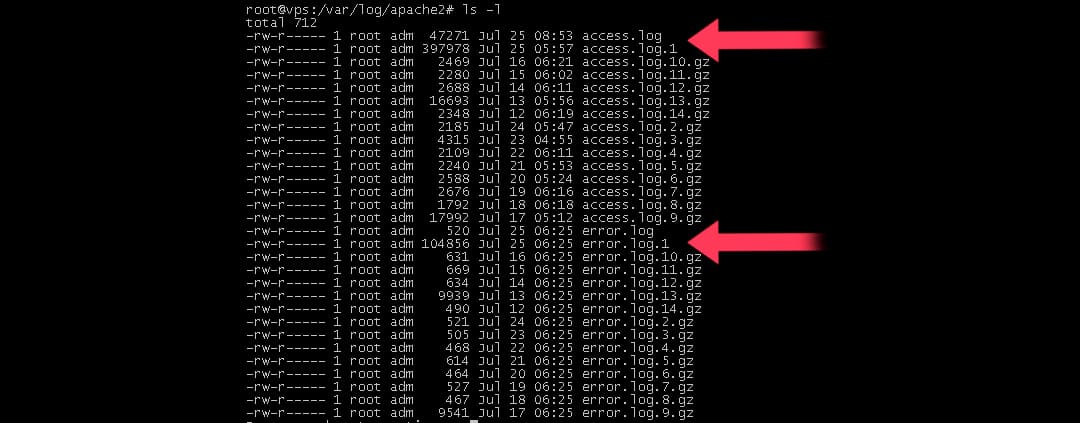 root@vps:/var/log/apache2# ls -l
total 712
-rw-r----- 1 root adm  47271 Jul 25 08:53 access.log
-rw-r----- 1 root adm 397978 Jul 25 05:57 access.log.1
-rw-r----- 1 root adm   2469 Jul 16 06:21 access.log.10.gz
-rw-r----- 1 root adm   2280 Jul 15 06:02 access.log.11.gz
-rw-r----- 1 root adm   2688 Jul 14 06:11 access.log.12.gz
-rw-r----- 1 root adm  16693 Jul 13 05:56 access.log.13.gz
-rw-r----- 1 root adm   2348 Jul 12 06:19 access.log.14.gz
-rw-r----- 1 root adm   2185 Jul 24 05:47 access.log.2.gz
-rw-r----- 1 root adm   4315 Jul 23 04:55 access.log.3.gz
-rw-r----- 1 root adm   2109 Jul 22 06:11 access.log.4.gz
-rw-r----- 1 root adm   2240 Jul 21 05:53 access.log.5.gz
-rw-r----- 1 root adm   2588 Jul 20 05:24 access.log.6.gz
-rw-r----- 1 root adm   2676 Jul 19 06:16 access.log.7.gz
-rw-r----- 1 root adm   1792 Jul 18 06:18 access.log.8.gz
-rw-r----- 1 root adm  17992 Jul 17 05:12 access.log.9.gz
-rw-r----- 1 root adm    520 Jul 25 06:25 error.log
-rw-r----- 1 root adm 104856 Jul 25 06:25 error.log.1
-rw-r----- 1 root adm    631 Jul 16 06:25 error.log.10.gz
-rw-r----- 1 root adm    669 Jul 15 06:25 error.log.11.gz
-rw-r----- 1 root adm    634 Jul 14 06:25 error.log.12.gz
-rw-r----- 1 root adm   9939 Jul 13 06:25 error.log.13.gz
-rw-r----- 1 root adm    490 Jul 12 06:25 error.log.14.gz
-rw-r----- 1 root adm    521 Jul 24 06:25 error.log.2.gz
-rw-r----- 1 root adm    505 Jul 23 06:25 error.log.3.gz
-rw-r----- 1 root adm    468 Jul 22 06:25 error.log.4.gz
-rw-r----- 1 root adm    614 Jul 21 06:25 error.log.5.gz
-rw-r----- 1 root adm    464 Jul 20 06:25 error.log.6.gz
-rw-r----- 1 root adm    527 Jul 19 06:25 error.log.7.gz
-rw-r----- 1 root adm    467 Jul 18 06:25 error.log.8.gz
-rw-r----- 1 root adm   9541 Jul 17 06:25 error.log.9.gz